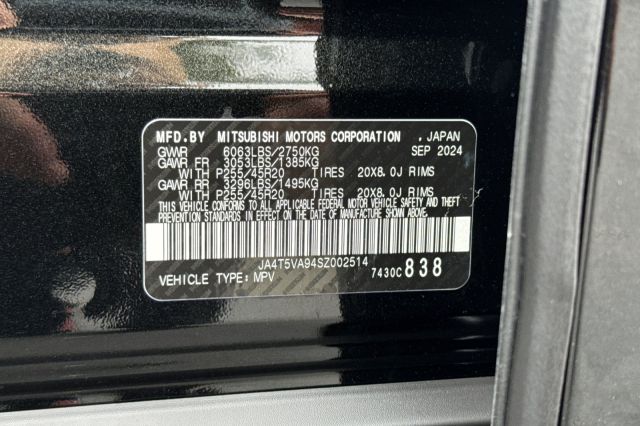 MFD.BY MITSUBISHI MOTORS CORPORATION , JAPAN
GVWR 6063LBS/2750KG SEP 2024
GAWR FR 3053LBS/1385KG
WITH P255/45R20 TIRES 20X8.0J RIMS
GAWR RR 3296LBS/1495KG
WITH P255/45R20 TIRES 20X8.0J RIMS
THIS VEHICLE CONFORMS TO ALL APPLICABLE FEDERAL MOTOR VEHICLE SAFETY AND THEFT
PREVENTION STANDARDS IN EFFECT ON THE DATE OF MANUFACTURE SHOWN ABOVE.
JA4T5VA94SZ002514
VEHICLE TYPE: MPV 7430C 838